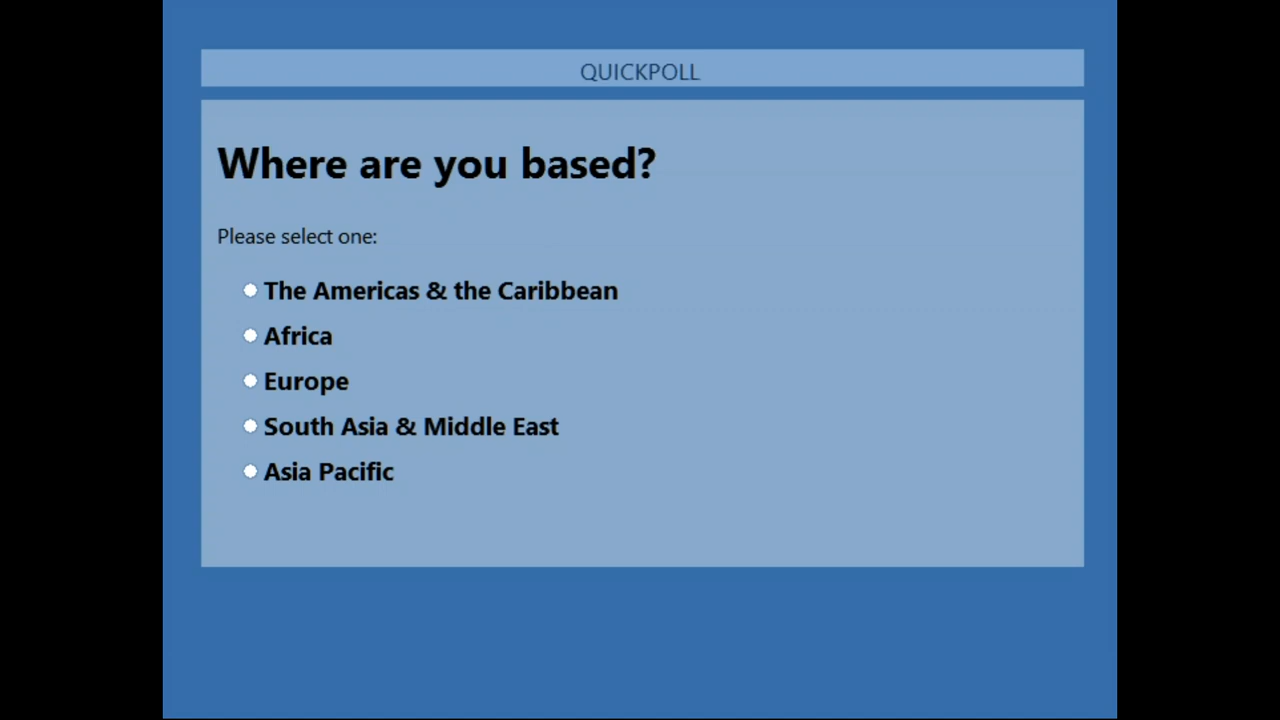 QUICKPOLL
Where are you based?
Please select one:
The Americas & the Caribbean
Africa
Europe
South Asia & Middle East
Asia Pacific